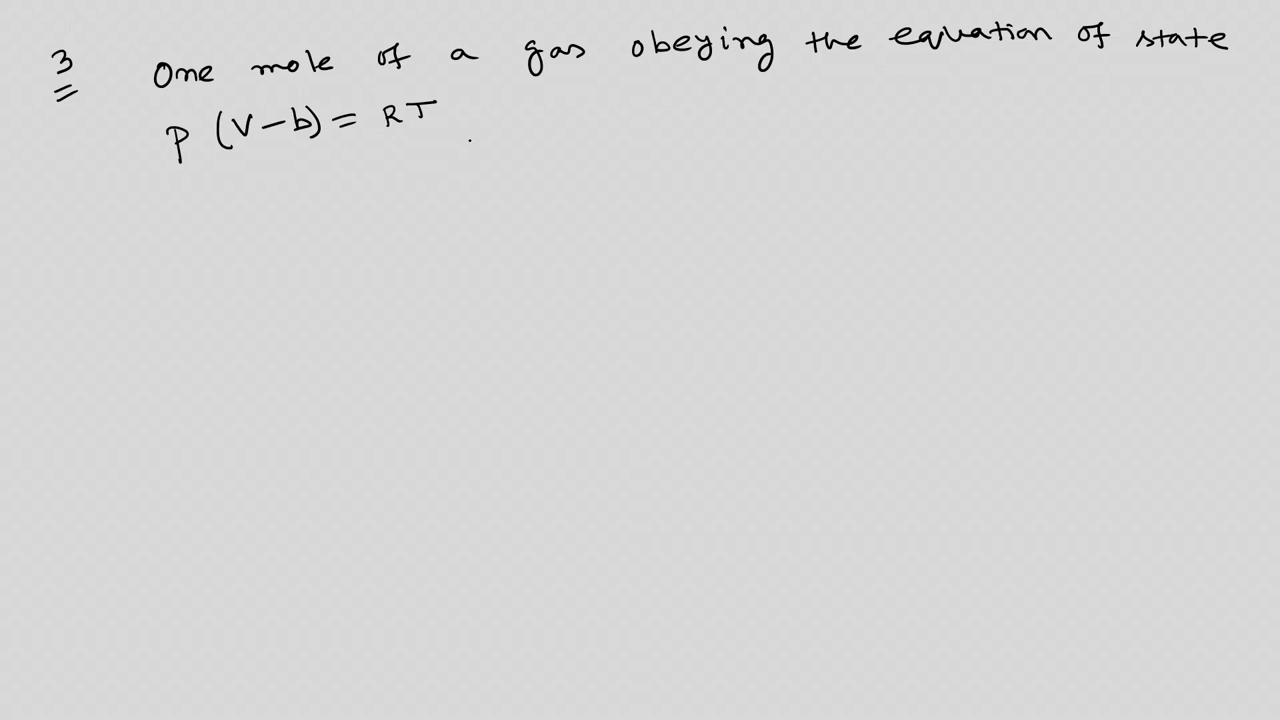 3 One mole of a gas obeying the equation of state
P (V-b) = RT